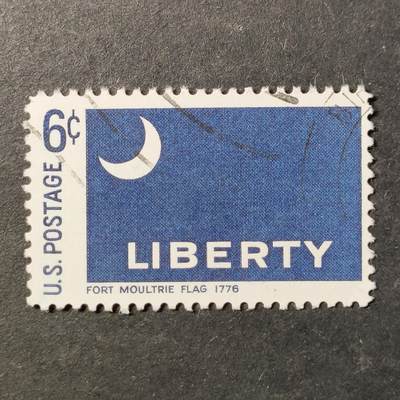 6¢
U.S. POSTAGE
LIBERTY
FORT MOULTRIE FLAG 1776